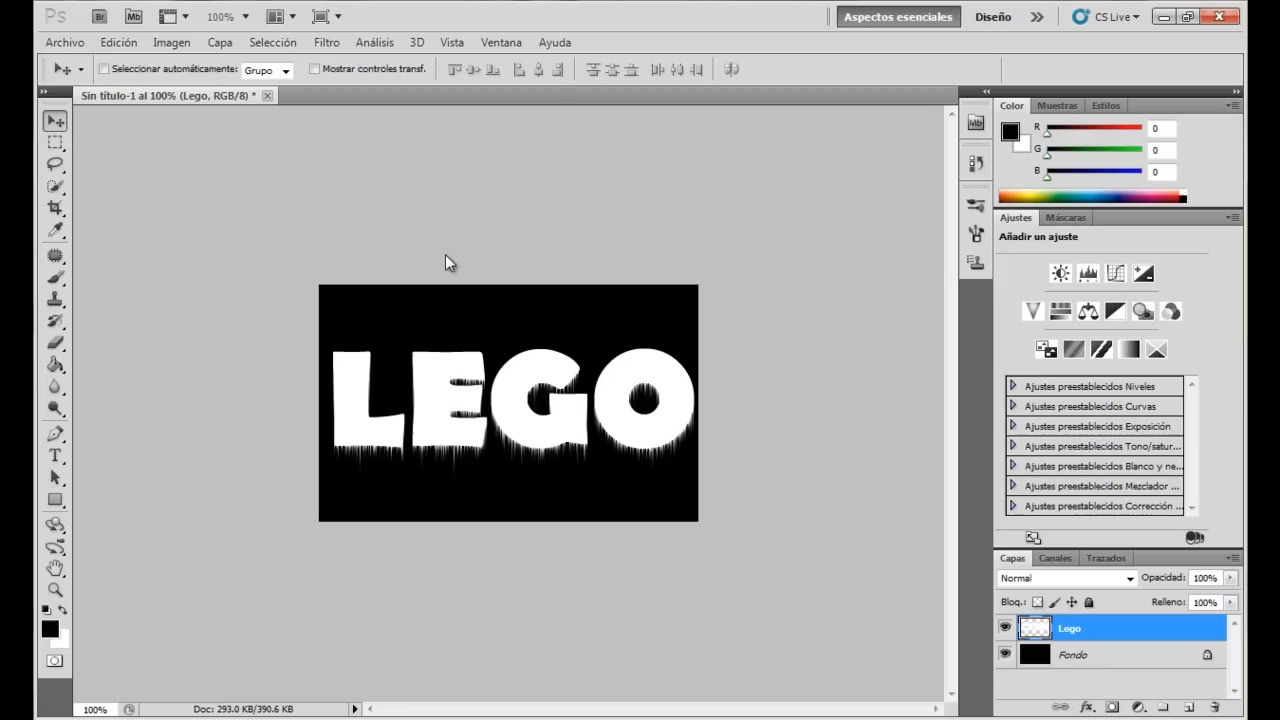 Ps Br Mb 100% Aspectos esenciales Diseño CS Live
Archivo Edición Imagen Capa Selección Filtro Análisis 3D Vista Ventana Ayuda
Seleccionar automáticamente: Grupo Mostrar controles transf.
Sin título-1 al 100% (Lego, RGB/8) *
LEGO
100% Doc: 293.0 KB/390.6 KB
Mb
Color Muestras Estilos
R 0
G 0
B 0
Ajustes Máscaras
Añadir un ajuste
Ajustes preestablecidos Niveles
Ajustes preestablecidos Curvas
Ajustes preestablecidos Exposición
Ajustes preestablecidos Tono/satur...
Ajustes preestablecidos Blanco y ne...
Ajustes preestablecidos Mezclador ...
Ajustes preestablecidos Corrección ...
Capas Canales Trazados
Normal Opacidad: 100%
Bloq.: Relleno: 100%
Lego
Fondo